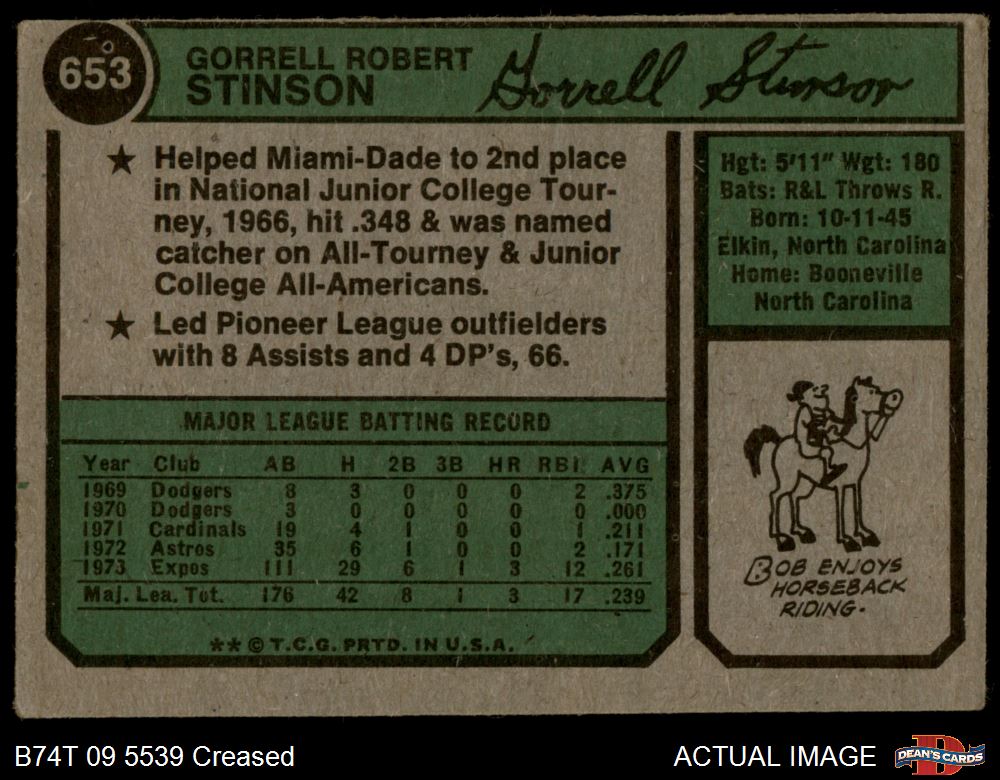 653
GORRELL ROBERT
STINSON
Gorrell Stinson
★ Helped Miami-Dade to 2nd place
in National Junior College Tour-
ney, 1966, hit .348 & was named
catcher on All-Tourney & Junior
College All-Americans.
★ Led Pioneer League outfielders
with 8 Assists and 4 DP's, 66.
Hgt: 5'11" Wgt: 180
Bats: R&L Throws R.
Born: 10-11-45
Elkin, North Carolina
Home: Booneville
North Carolina
MAJOR LEAGUE BATTING RECORD
Year Club AB H 2B 3B HR RBI AVG
1969 Dodgers 8 3 0 0 0 2 .375
1970 Dodgers 3 0 0 0 0 0 .000
1971 Cardinals 19 4 1 0 0 1 .211
1972 Astros 35 6 1 0 0 2 .171
1973 Expos 111 29 6 1 3 12 .261
Maj. Lea. Tot. 176 42 8 1 3 17 .239
** © T.C.G. PRTD. IN U.S.A.
BOB ENJOYS
HORSEBACK
RIDING.
B74T 09 5539 Creased
ACTUAL IMAGE
D
DEAN'S CARDS